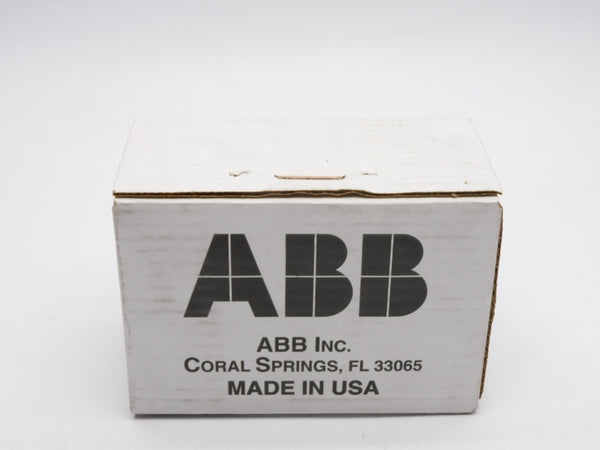 ABB
ABB INC.
CORAL SPRINGS, FL 33065
MADE IN USA